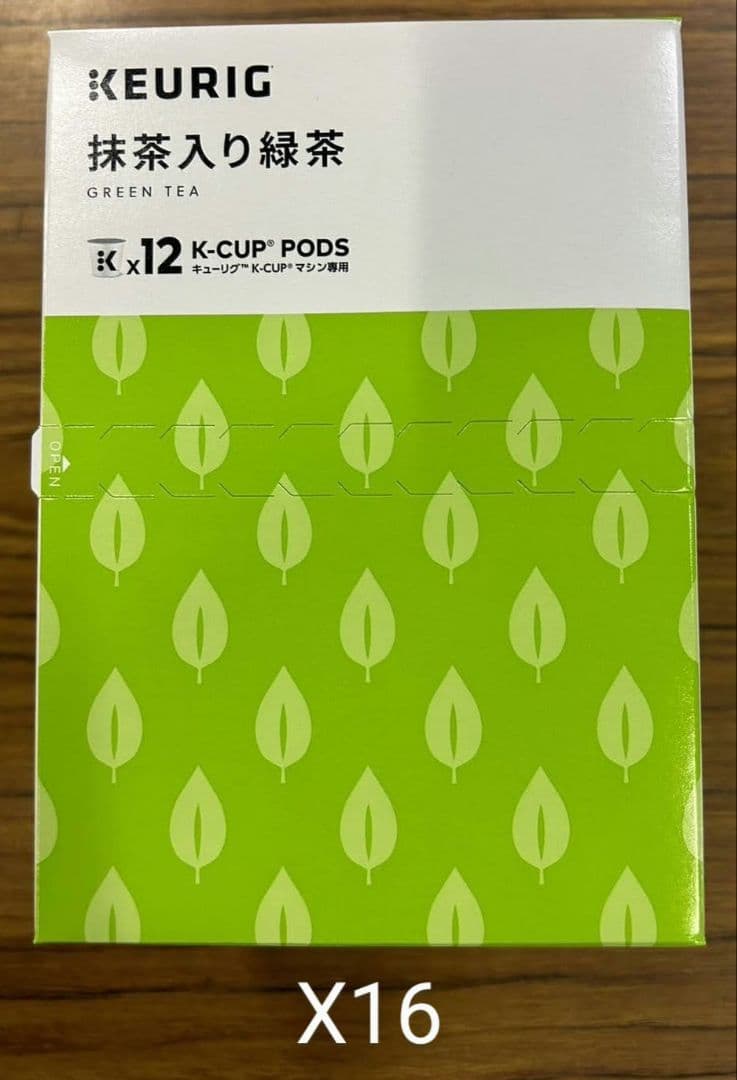 KEURIG
抹茶入り緑茶
GREEN TEA
K x12 K-CUP® PODS
キューリグ™ K-CUP® マシン専用
OPEN
X16